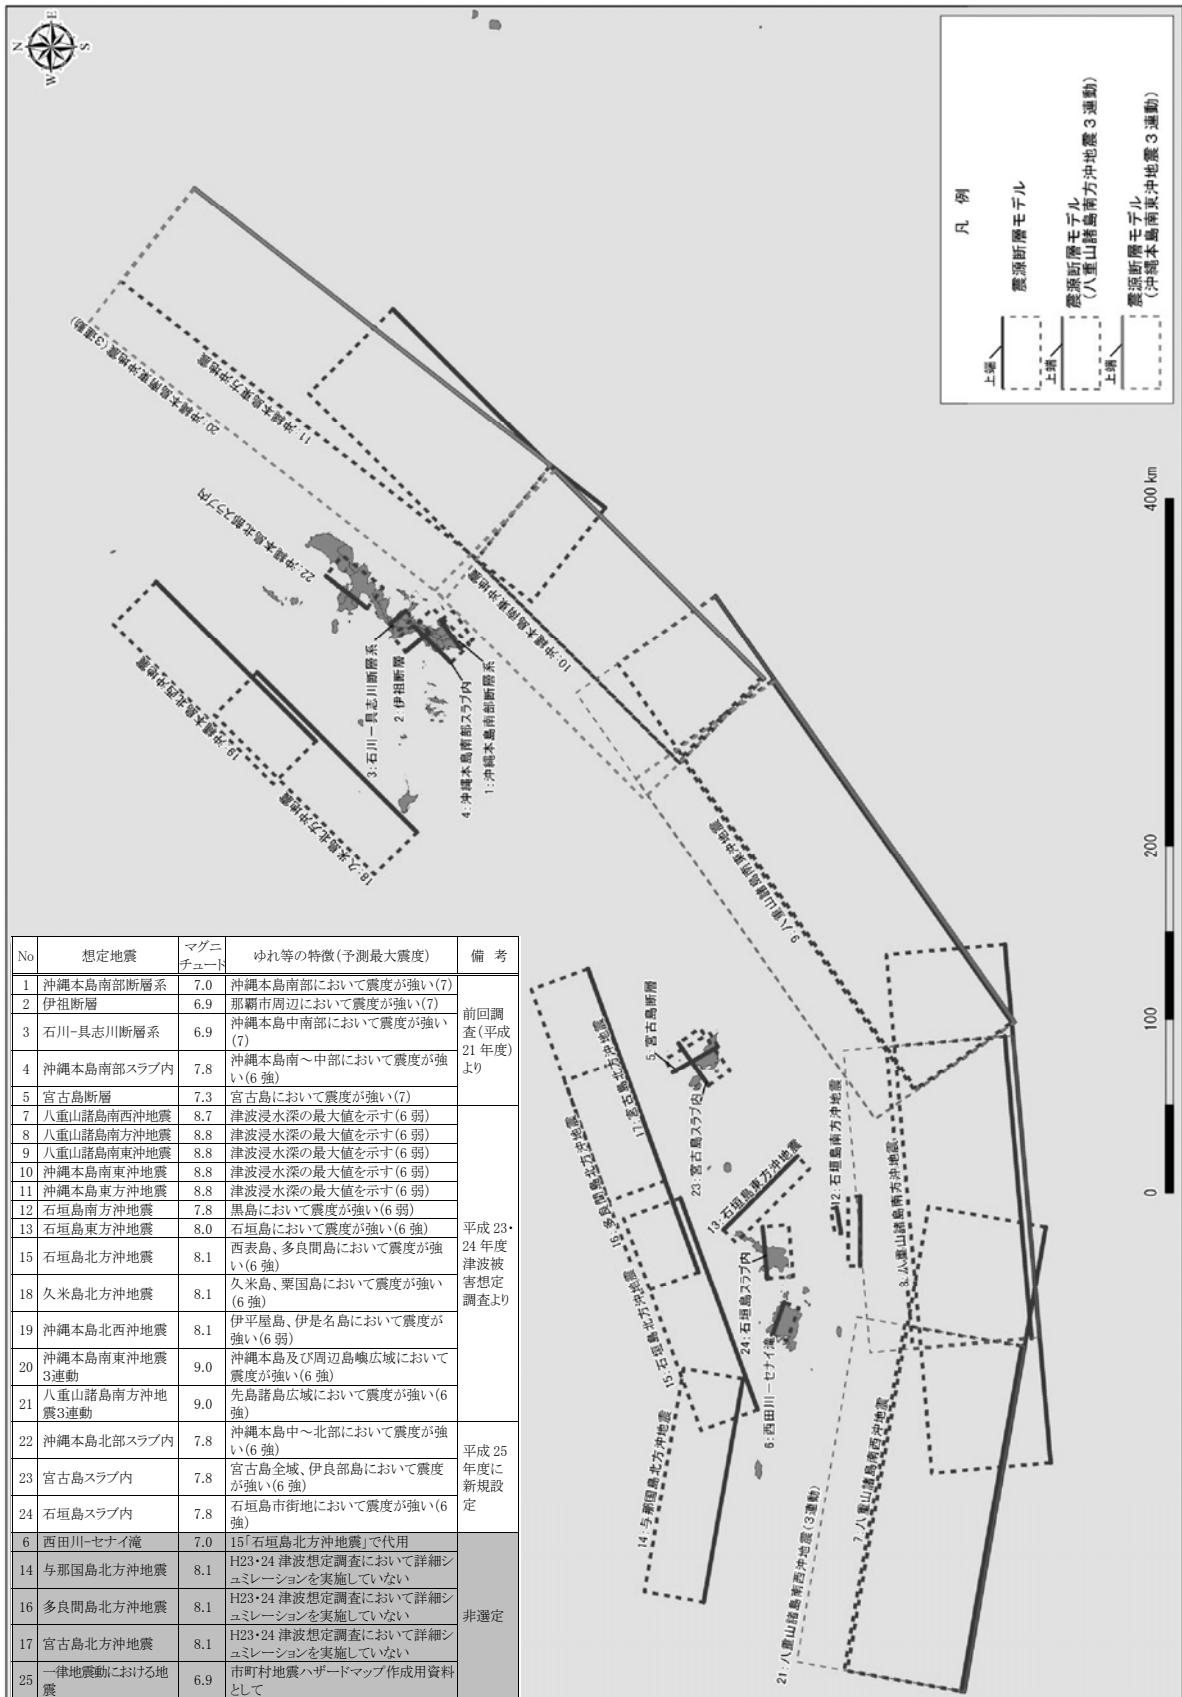 N
E
S
W
凡 例
上端
震源断層モデル
上端
震源断層モデル
(八重山諸島南方沖地震３連動)
上端
震源断層モデル
(沖縄本島南東沖地震３連動)
0
100
200
400 km
20:沖縄本島南東沖地震(3連動)
11:沖縄本島東方沖地震
22:沖縄本島北部スラブ内
10:沖縄本島南東沖地震
3:石川ー具志川断層系
2:伊祖断層
4:沖縄本島南部スラブ内
1:沖縄本島南部断層系
19:沖縄本島北西沖地震
18:久米島北方沖地震
9:八重山諸島南東沖地震
5:宮古島断層
17:宮古島北方沖地震
23:宮古島スラブ内
16:多良間島北方沖地震
13:石垣島東方沖地震
12:石垣島南方沖地震
8:八重山諸島南方沖地震
15:石垣島北方沖地震
24:石垣島スラブ内
6:西田川ーセナイ滝
14:与那国島北方沖地震
7:八重山諸島南西沖地震
21:八重山諸島南西沖地震(3連動)
No 想定地震 マグニチュード ゆれ等の特徴(予測最大震度) 備 考
1 沖縄本島南部断層系 7.0 沖縄本島南部において震度が強い(7)
2 伊祖断層 6.9 那覇市周辺において震度が強い(7)
3 石川-具志川断層系 6.9 沖縄本島中南部において震度が強い(7)
4 沖縄本島南部スラブ内 7.8 沖縄本島南～中部において震度が強い(6 強)
5 宮古島断層 7.3 宮古島において震度が強い(7)
前回調査(平成 21 年度)より
7 八重山諸島南西沖地震 8.7 津波浸水深の最大値を示す(6 弱)
8 八重山諸島南方沖地震 8.8 津波浸水深の最大値を示す(6 弱)
9 八重山諸島南東沖地震 8.8 津波浸水深の最大値を示す(6 弱)
10 沖縄本島南東沖地震 8.8 津波浸水深の最大値を示す(6 弱)
11 沖縄本島東方沖地震 8.8 津波浸水深の最大値を示す(6 弱)
12 石垣島南方沖地震 7.8 黒島において震度が強い(6 弱)
13 石垣島東方沖地震 8.0 石垣島において震度が強い(6 強)
15 石垣島北方沖地震 8.1 西表島、多良間島において震度が強い(6 強)
18 久米島北方沖地震 8.1 久米島、粟国島において震度が強い(6 強)
19 沖縄本島北西沖地震 8.1 伊平屋島、伊是名島において震度が強い(6 弱)
20 沖縄本島南東沖地震3連動 9.0 沖縄本島及び周辺島嶼広域において震度が強い(6 強)
21 八重山諸島南方沖地震3連動 9.0 先島諸島広域において震度が強い(6 強)
平成 23・24 年度津波被害想定調査より
22 沖縄本島北部スラブ内 7.8 沖縄本島中～北部において震度が強い(6 強)
23 宮古島スラブ内 7.8 宮古島全域、伊良部島において震度が強い(6 強)
24 石垣島スラブ内 7.8 石垣島市街地において震度が強い(6 強)
平成 25 年度に新規設定
6 西田川-セナイ滝 7.0 15「石垣島北方沖地震」で代用
14 与那国島北方沖地震 8.1 H23・24 津波想定調査において詳細シュミレーションを実施していない
16 多良間島北方沖地震 8.1 H23・24 津波想定調査において詳細シュミレーションを実施していない
17 宮古島北方沖地震 8.1 H23・24 津波想定調査において詳細シュミレーションを実施していない
25 一律地震動における地震 6.9 市町村地震ハザードマップ作成用資料として
非選定